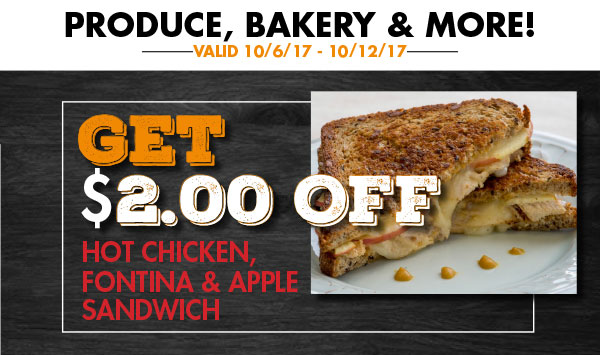 PRODUCE, BAKERY & MORE!
VALID 10/6/17 - 10/12/17
GET
$2.00 OFF
HOT CHICKEN,
FONTINA & APPLE
SANDWICH